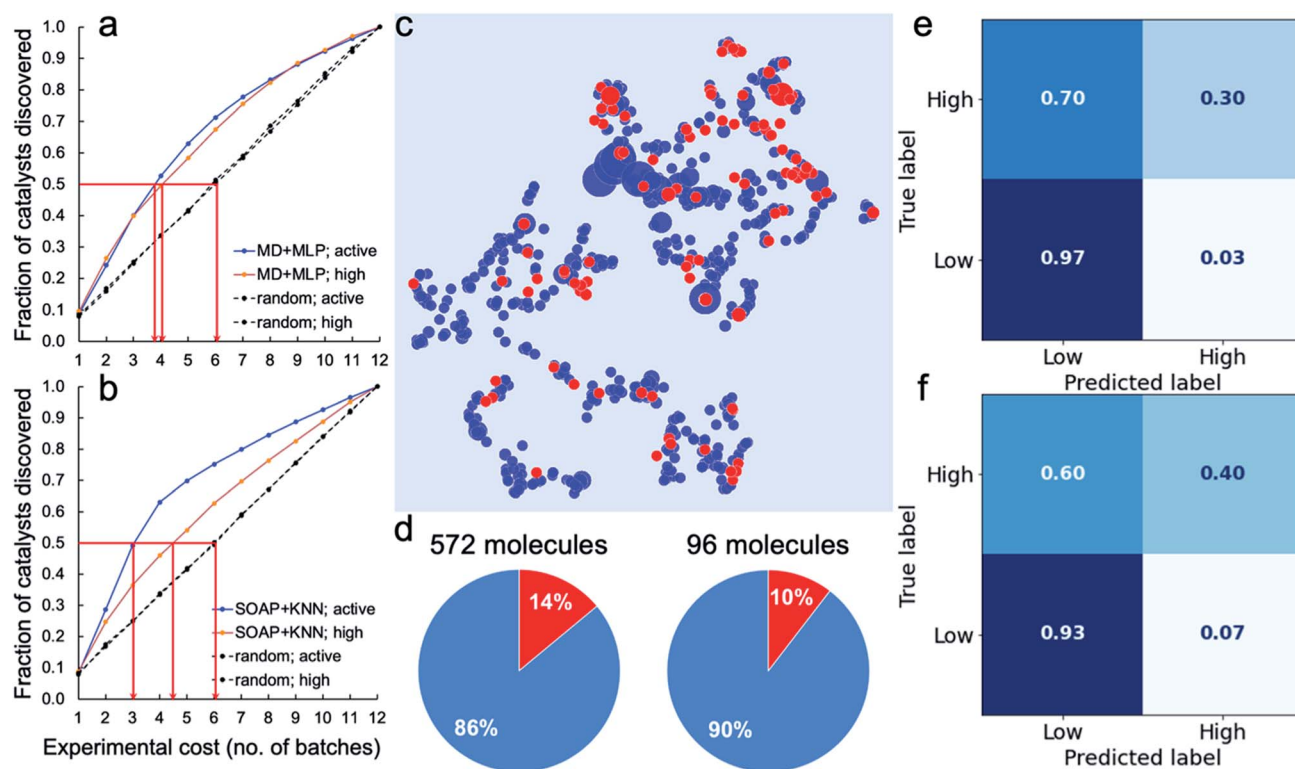 a
Fraction of catalysts discovered
1.0
0.9
0.8
0.7
0.6
0.5
0.4
0.3
0.2
0.1
0.0
MD+MLP; active
MD+MLP; high
random; active
random; high
1 2 3 4 5 6 7 8 9 10 11 12
b
Fraction of catalysts discovered
1.0
0.9
0.8
0.7
0.6
0.5
0.4
0.3
0.2
0.1
0.0
SOAP+KNN; active
SOAP+KNN; high
random; active
random; high
1 2 3 4 5 6 7 8 9 10 11 12
Experimental cost (no. of batches)
c
d
572 molecules
14%
86%
96 molecules
10%
90%
e
True label
High
Low
0.70 0.30
0.97 0.03
Low High
Predicted label
f
True label
High
Low
0.60 0.40
0.93 0.07
Low High
Predicted label